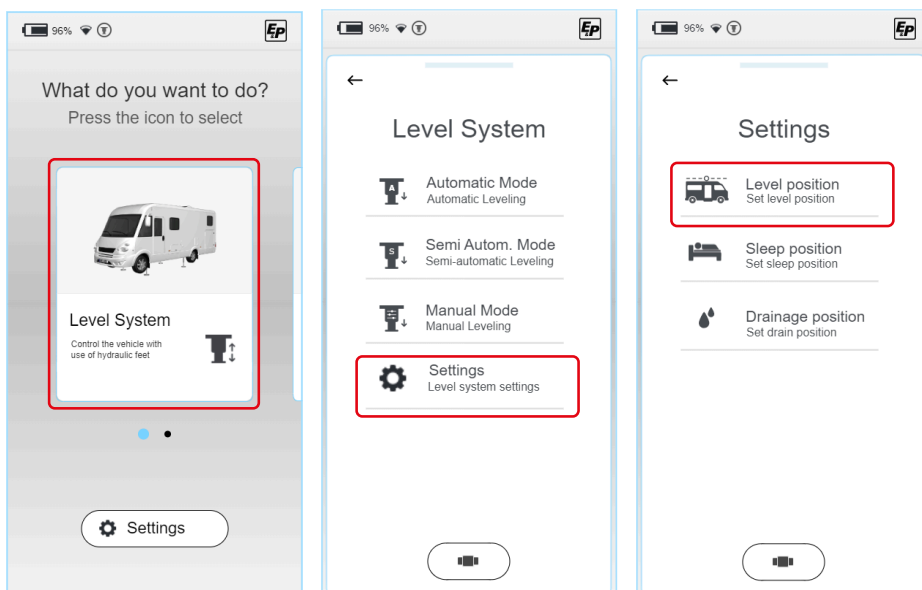 96%
E.P
What do you want to do?
Press the icon to select
Level System
Control the vehicle with
use of hydraulic feet
Settings
96%
E.P
Level System
A
Automatic Mode
Automatic Leveling
S
Semi Autom. Mode
Semi-automatic Leveling
Manual Mode
Manual Leveling
Settings
Level system settings
96%
E.P
Settings
Level position
Set level position
Sleep position
Set sleep position
Drainage position
Set drain position